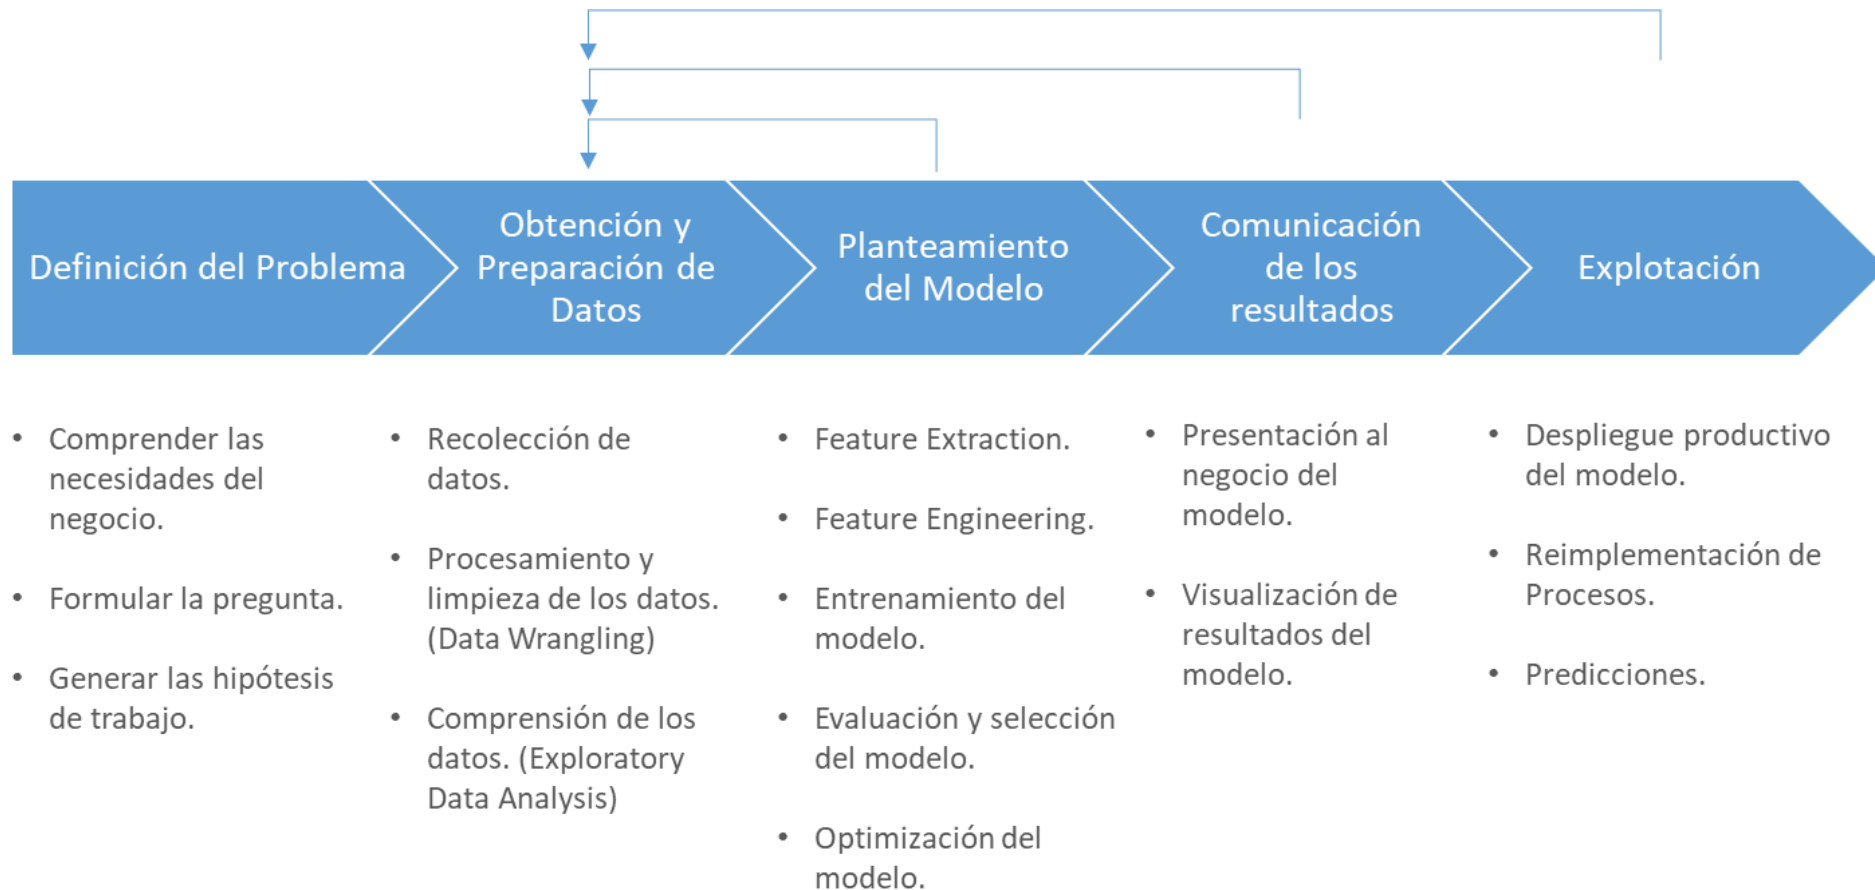 Definición del Problema
Obtención y
Preparación de
Datos
Planteamiento
del Modelo
Comunicación
de los
resultados
Explotación
• Comprender las
necesidades del
negocio.
• Formular la pregunta.
• Generar las hipótesis
de trabajo.
• Recolección de
datos.
• Procesamiento y
limpieza de los datos.
(Data Wrangling)
• Comprensión de los
datos. (Exploratory
Data Analysis)
• Feature Extraction.
• Feature Engineering.
• Entrenamiento del
modelo.
• Evaluación y selección
del modelo.
• Optimización del
modelo.
• Presentación al
negocio del
modelo.
• Visualización de
resultados del
modelo.
• Despliegue productivo
del modelo.
• Reimplementación de
Procesos.
• Predicciones.